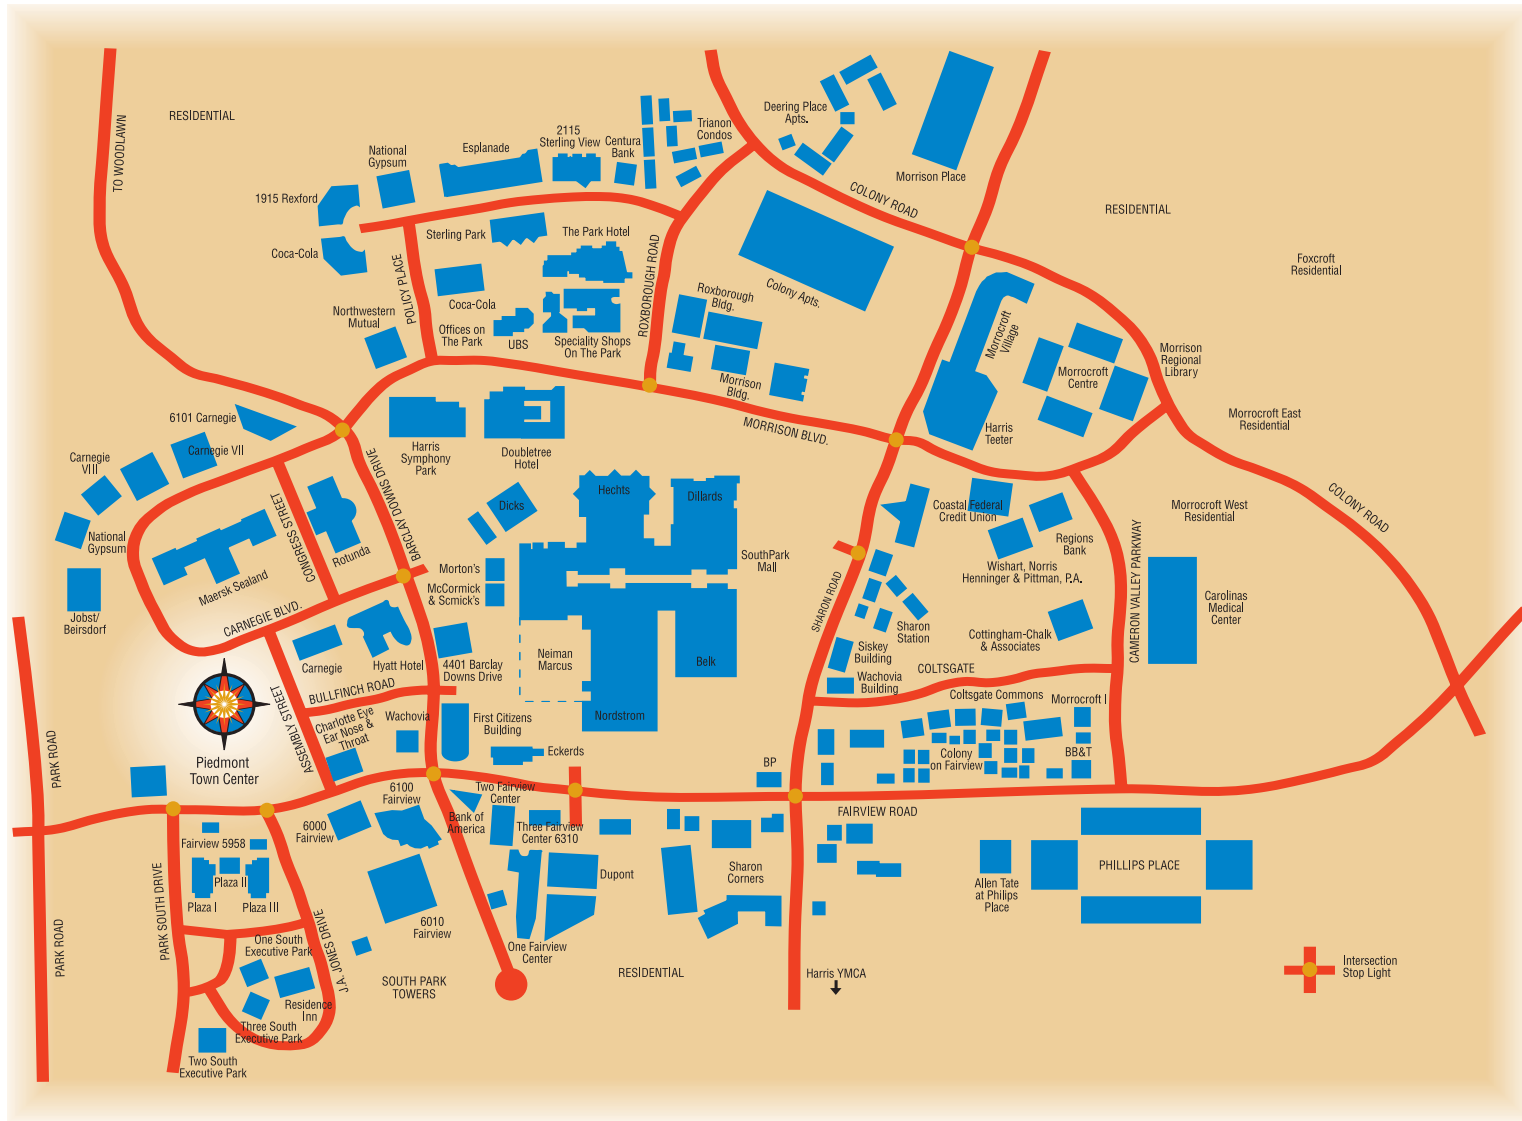 RESIDENTIAL
TO WOODLAWN
National
Gypsum
Esplanade
2115
Sterling View
Centura
Bank
Trianon
Condos
Deering Place
Apts.
Morrison Place
COLONY ROAD
RESIDENTIAL
Foxcroft
Residential
1915 Rexford
Coca-Cola
Sterling Park
The Park Hotel
POLICY PLACE
Coca-Cola
ROXBOROUGH ROAD
Roxborough
Bldg.
Colony Apts.
Northwestern
Mutual
Offices on
The Park
UBS
Speciality Shops
On The Park
Morrison
Bldg.
Morrocroft
Village
Morrocroft
Centre
Morrison
Regional
Library
MORRISON BLVD.
Harris
Teeter
Morrocroft East
Residential
6101 Carnegie
Carnegie VII
Carnegie
VIII
Harris
Symphony
Park
Doubletree
Hotel
BARCLAY DOWNS DRIVE
CONGRESS STREET
Rotunda
National
Gypsum
Maersk Sealand
Jobst/
Beirsdorf
CARNEGIE BLVD.
Dicks
Hechts
Dillards
SouthPark
Mall
Morton's
McCormick
& Scmick's
Neiman
Marcus
Belk
Nordstrom
Coastal Federal
Credit Union
Regions
Bank
Wishart, Norris
Henninger & Pittman, P.A.
Morrocroft West
Residential
COLONY ROAD
CAMERON VALLEY PARKWAY
Carolinas
Medical
Center
SHARON ROAD
Sharon
Station
Cottingham-Chalk
& Associates
Siskey
Building
Wachovia
Building
COLTSGATE
Coltsgate Commons
Morrocroft I
Colony
on Fairview
BB&T
Carnegie
Hyatt Hotel
4401 Barclay
Downs Drive
BULLFINCH ROAD
ASSEMBLY STREET
Charlotte Eye
Ear Nose &
Throat
Wachovia
First Citizens
Building
Eckerds
BP
Piedmont
Town Center
PARK ROAD
PARK ROAD
6100
Fairview
6000
Fairview
Two Fairview
Center
Bank of
America
Three Fairview
Center 6310
FAIRVIEW ROAD
Fairview 5958
Plaza II
Plaza I
Plaza III
PARK SOUTH DRIVE
J.A. JONES DRIVE
Dupont
Sharon
Corners
Allen Tate
at Philips
Place
PHILLIPS PLACE
6010
Fairview
One Fairview
Center
One South
Executive Park
Residence
Inn
Three South
Executive Park
Two South
Executive Park
SOUTH PARK
TOWERS
RESIDENTIAL
Harris YMCA
Intersection
Stop Light